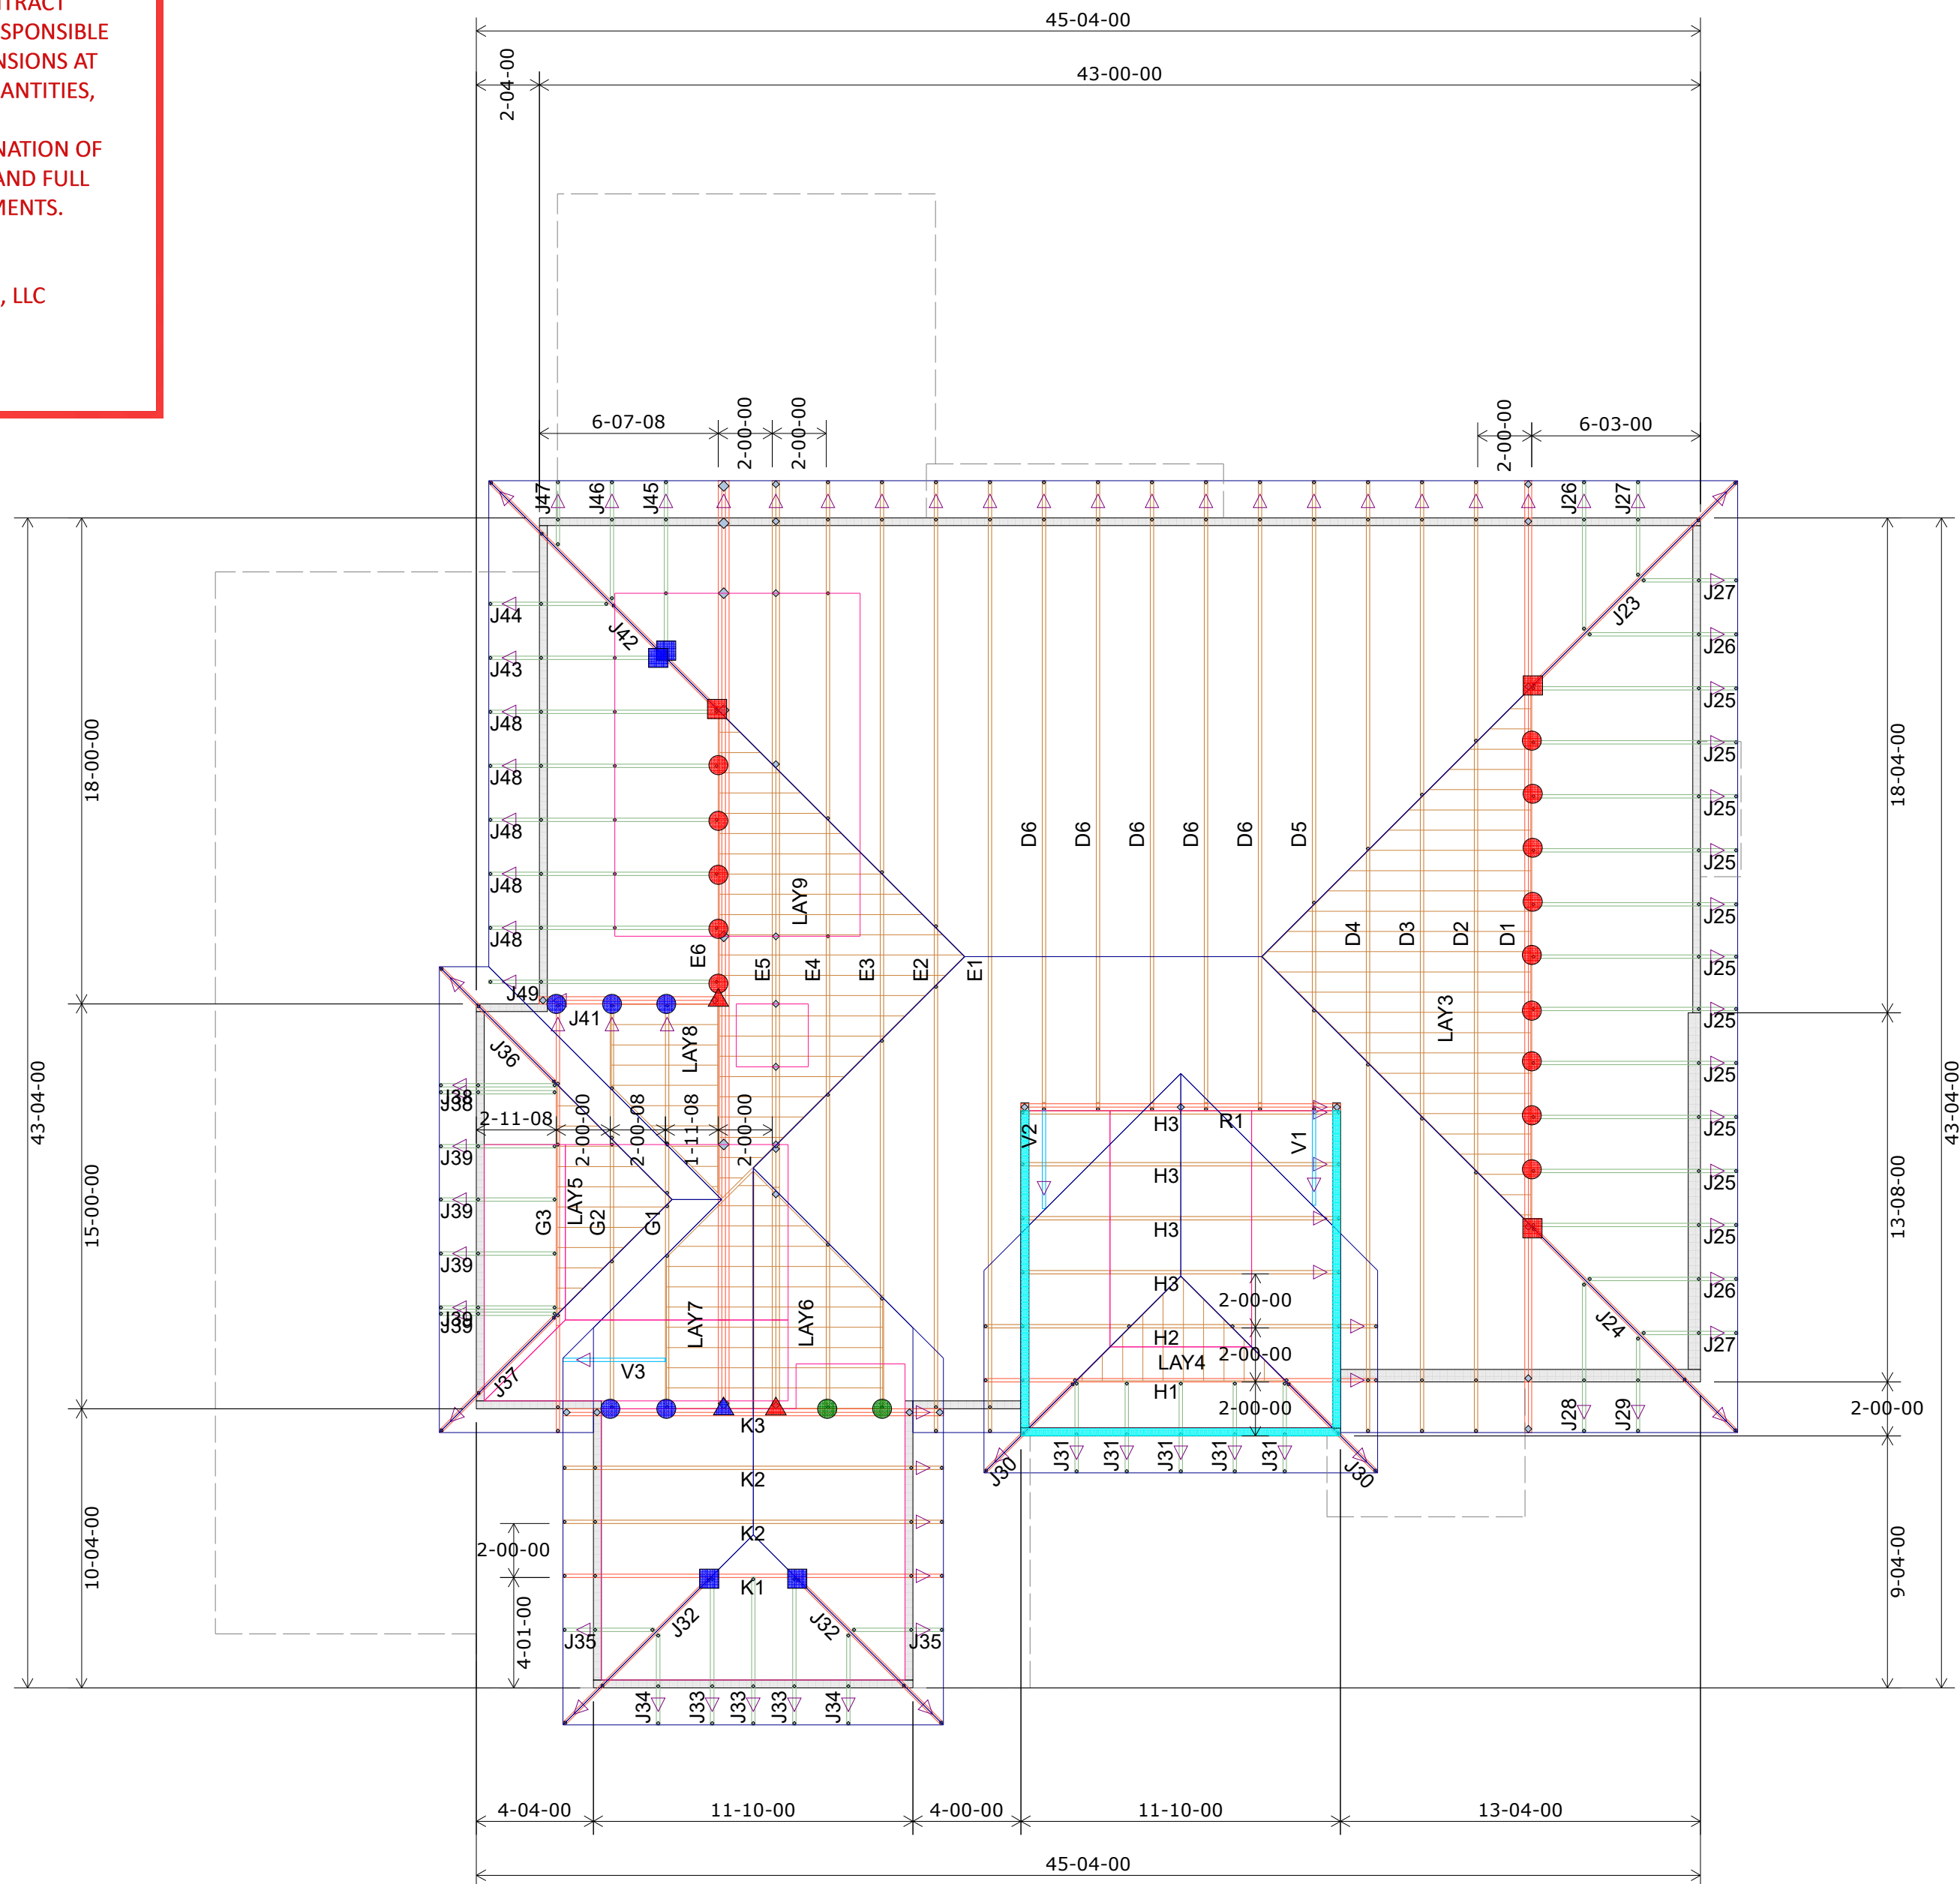 NTRACT
SPONSIBLE
NSIONS AT
ANTITIES,
NATION OF
AND FULL
MENTS.
, LLC
45-04-00
2-04-00
43-00-00
6-07-08
2-00-00
2-00-00
2-00-00
6-03-00
J47
J46
J45
J26
J27
J44
J42
J43
J48
J48
J48
J48
J48
J49
J41
J23
J27
J26
J25
J25
J25
J25
J25
J25
J25
J25
J25
J25
J25
J26
J27
J24
J28
J29
18-00-00
43-04-00
15-00-00
10-04-00
18-04-00
43-04-00
13-08-00
2-00-00
9-04-00
D6
D6
D6
D6
D6
D5
D4
D3
D2
D1
LAY3
LAY9
E6
E5
E4
E3
E2
E1
LAY8
J36
J38
J38
2-11-08
2-00-00
2-00-08
1-11-08
2-00-00
J39
J39
J39
J39
J39
G3
LAY5
G2
G1
LAY7
LAY6
J37
V3
V2
H3
R1
V1
H3
H3
H3
2-00-00
H2
2-00-00
LAY4
H1
2-00-00
J30
J31
J31
J31
J31
J31
J30
K3
K2
K2
2-00-00
K1
4-01-00
J32
J32
J35
J35
J34
J33
J33
J33
J34
4-04-00
11-10-00
4-00-00
11-10-00
13-04-00
45-04-00